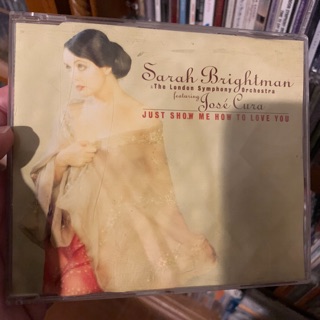 Sarah Brightman
&The London Symphony Orchestra
featuring José Cura
JUST SHOW ME HOW TO LOVE YOU